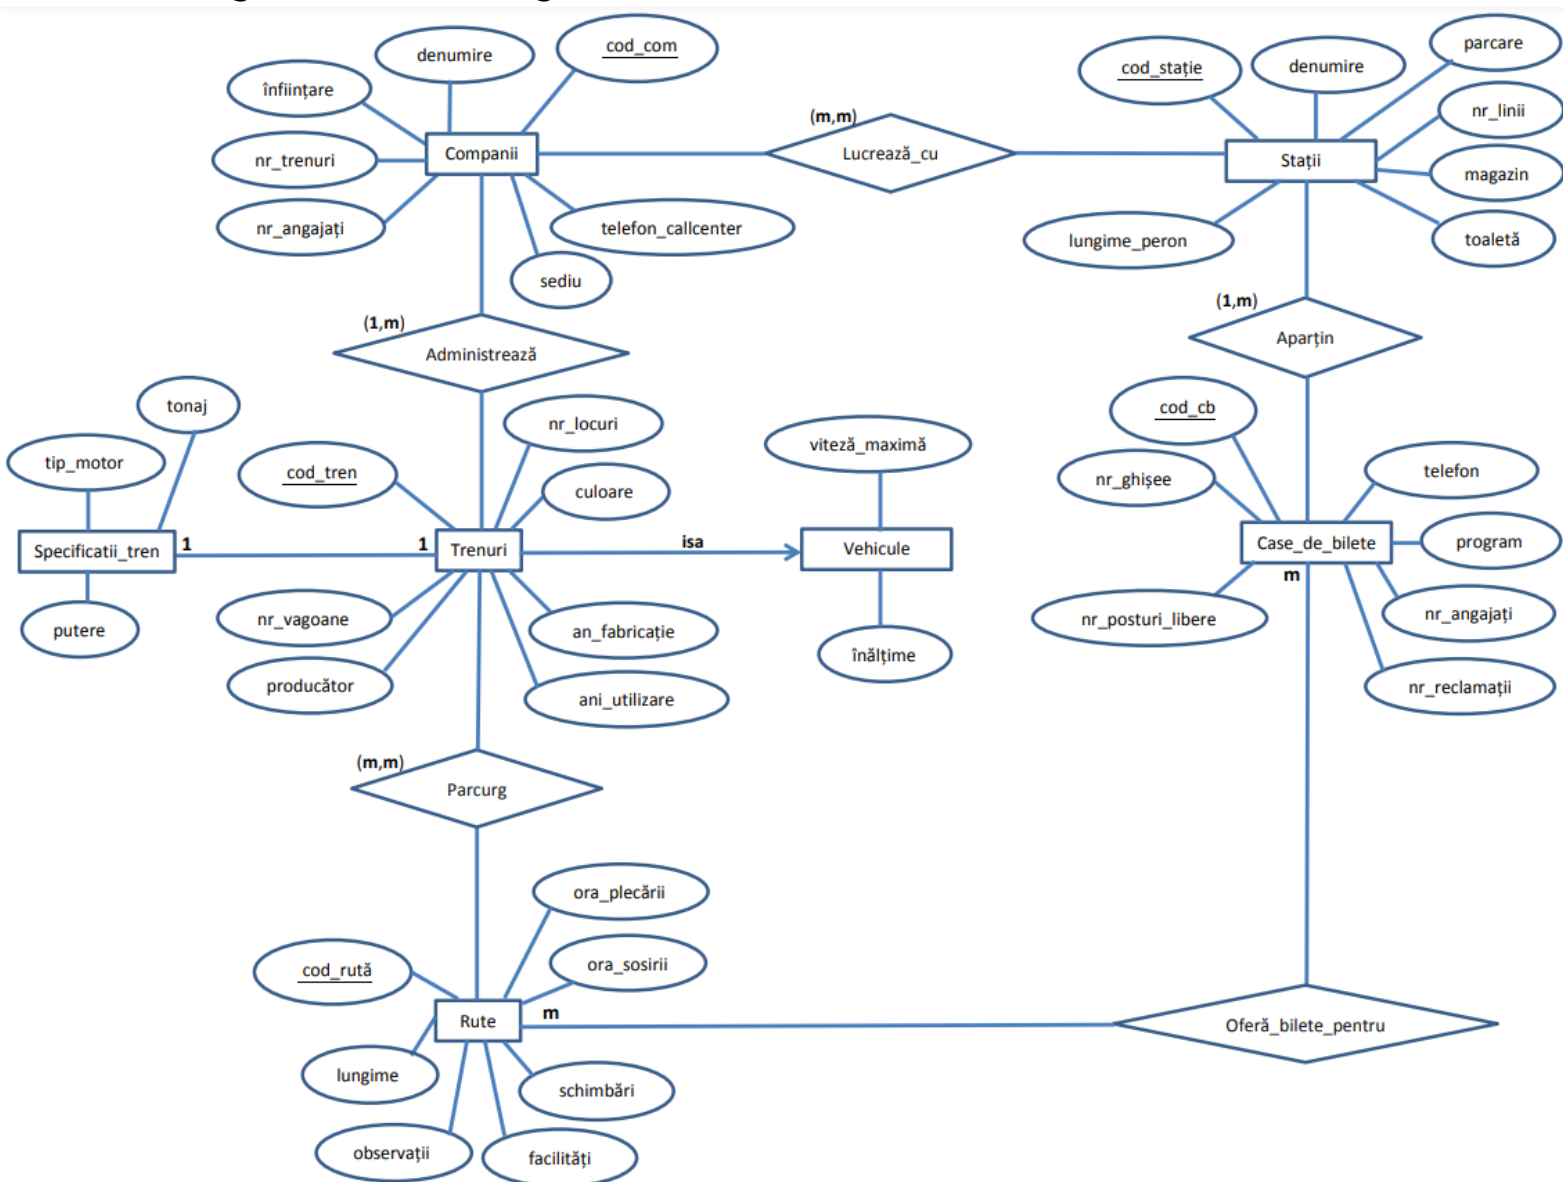 denumire
cod_com
înființare
nr_trenuri
nr_angajați
Companii
telefon_callcenter
sediu
(m,m)
Lucrează_cu
cod_stație
denumire
parcare
nr_linii
magazin
toaletă
Stații
lungime_peron
(1,m)
Administrează
(1,m)
Aparțin
tonaj
tip_motor
Specificatii_tren
1
1
putere
cod_tren
nr_locuri
culoare
Trenuri
isa
nr_vagoane
producător
an_fabricație
ani_utilizare
viteză_maximă
Vehicule
înălțime
cod_cb
nr_ghișee
telefon
Case_de_bilete
program
m
nr_posturi_libere
nr_angajați
nr_reclamații
(m,m)
Parcurg
ora_plecării
ora_sosirii
cod_rută
Rute
m
Oferă_bilete_pentru
lungime
schimbări
observații
facilități